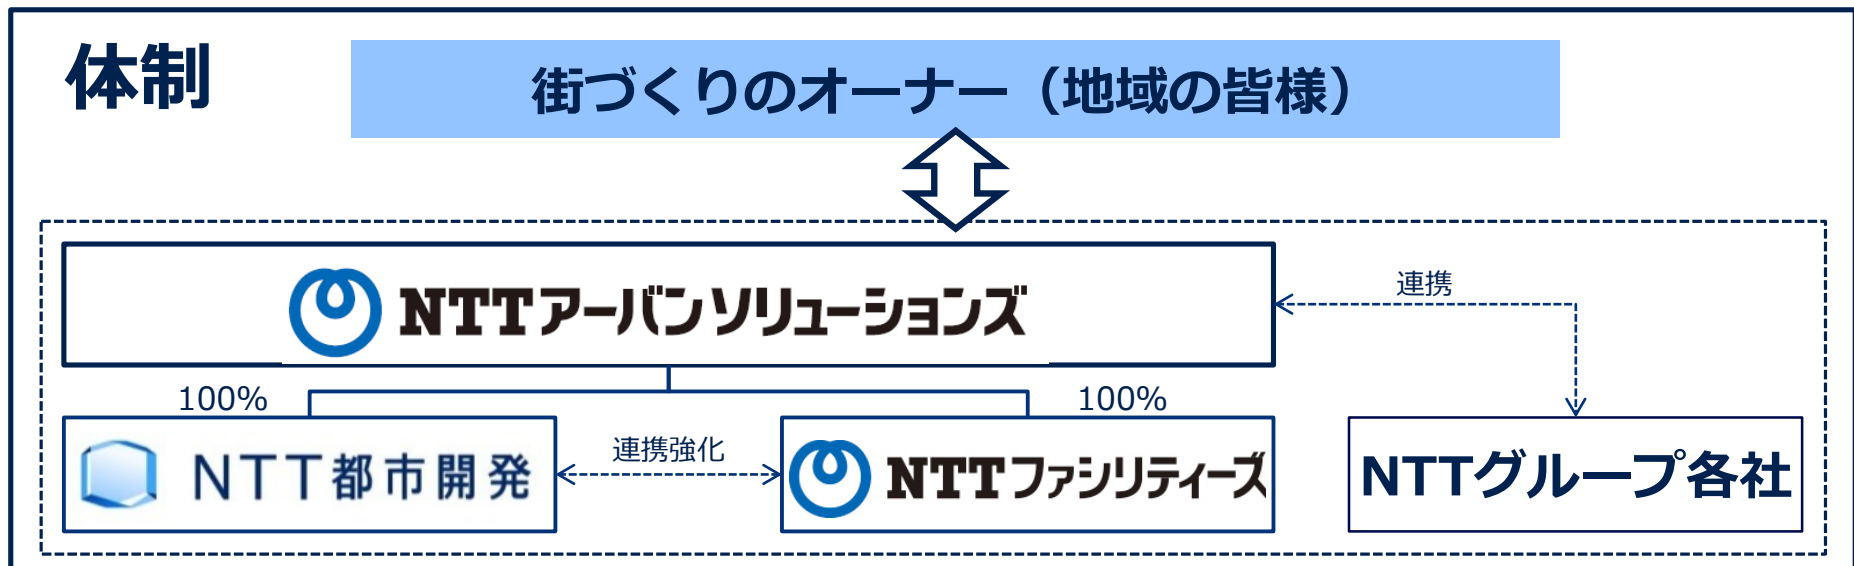 体制
街づくりのオーナー（地域の皆様）
NTTアーバンソリューションズ
連携
100%
100%
NTT都市開発
連携強化
NTTファシリティーズ
NTTグループ各社